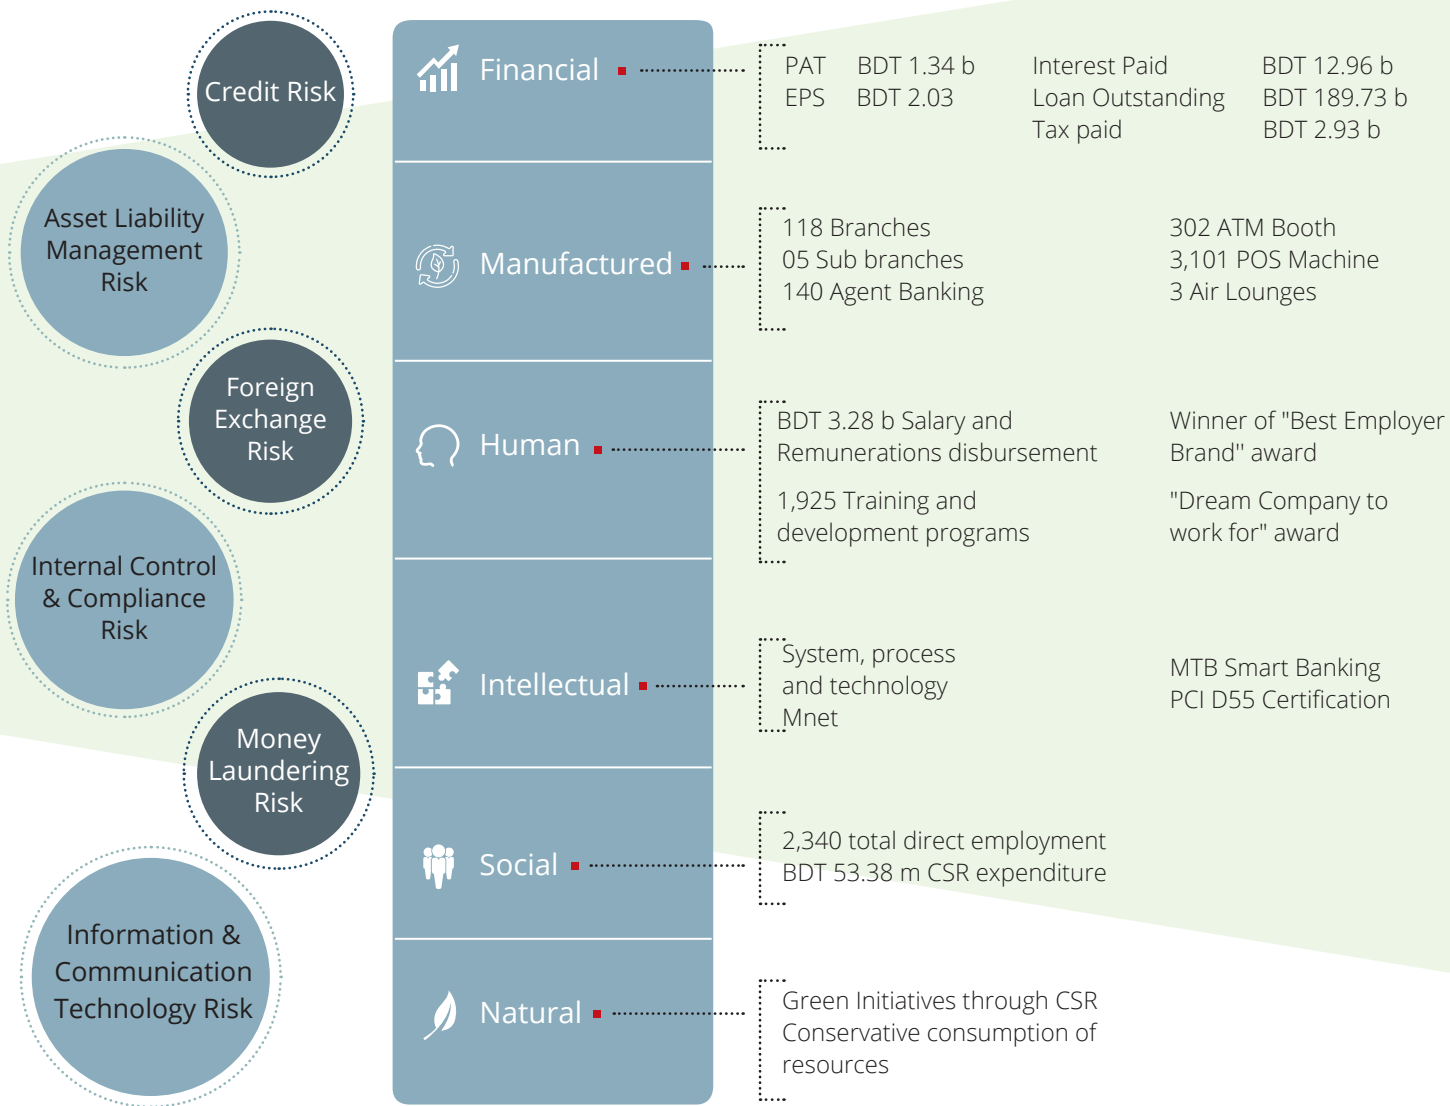 Credit Risk
Asset Liability
Management
Risk
Foreign
Exchange
Risk
Internal Control
& Compliance
Risk
Money
Laundering
Risk
Information &
Communication
Technology Risk
Financial
PAT BDT 1.34 b Interest Paid BDT 12.96 b
EPS BDT 2.03 Loan Outstanding BDT 189.73 b
Tax paid BDT 2.93 b
Manufactured
118 Branches
05 Sub branches
140 Agent Banking
302 ATM Booth
3,101 POS Machine
3 Air Lounges
Human
BDT 3.28 b Salary and
Remunerations disbursement
1,925 Training and
development programs
Winner of "Best Employer
Brand" award
"Dream Company to
work for" award
Intellectual
System, process
and technology
Mnet
MTB Smart Banking
PCI D55 Certification
Social
2,340 total direct employment
BDT 53.38 m CSR expenditure
Natural
Green Initiatives through CSR
Conservative consumption of
resources